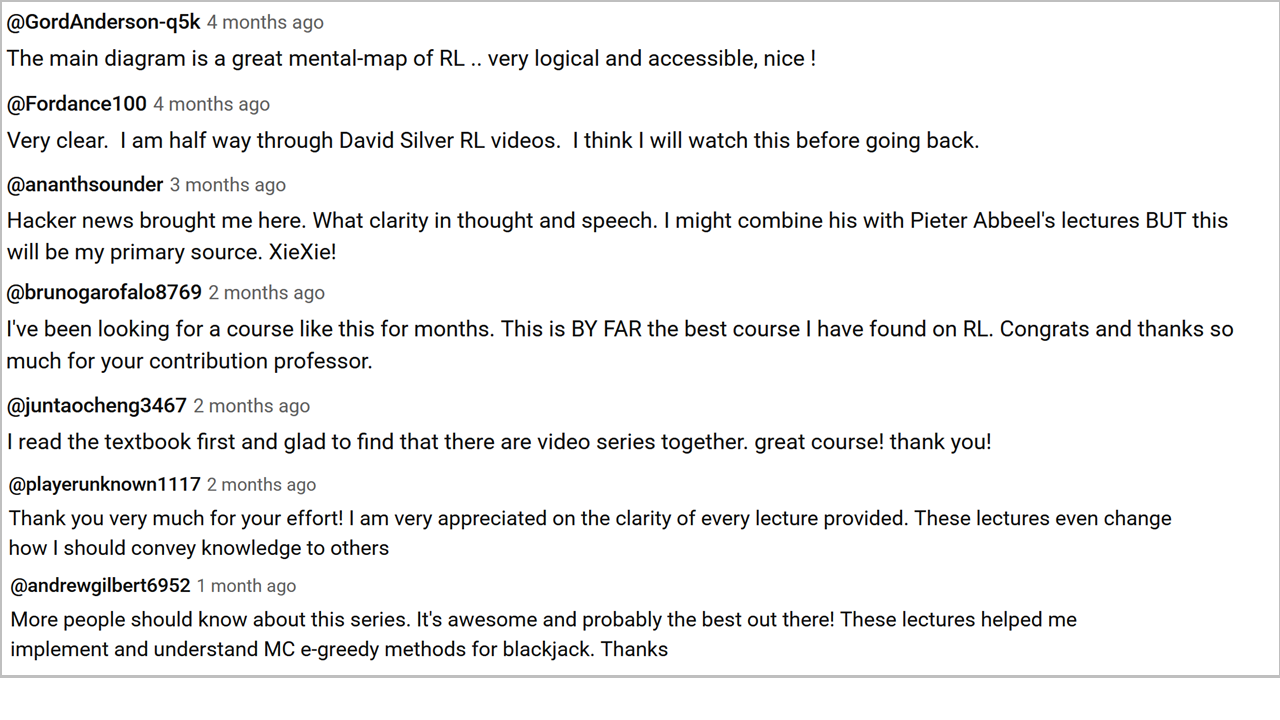 @GordAnderson-q5k 4 months ago
The main diagram is a great mental-map of RL .. very logical and accessible, nice !
@Fordance100 4 months ago
Very clear.  I am half way through David Silver RL videos.  I think I will watch this before going back.
@ananthsounder 3 months ago
Hacker news brought me here. What clarity in thought and speech. I might combine his with Pieter Abbeel's lectures BUT this
will be my primary source. XieXie!
@brunogarofalo8769 2 months ago
I've been looking for a course like this for months. This is BY FAR the best course I have found on RL. Congrats and thanks so
much for your contribution professor.
@juntaocheng3467 2 months ago
I read the textbook first and glad to find that there are video series together. great course! thank you!
@playerunknown1117 2 months ago
Thank you very much for your effort! I am very appreciated on the clarity of every lecture provided. These lectures even change
how I should convey knowledge to others
@andrewgilbert6952 1 month ago
More people should know about this series. It's awesome and probably the best out there! These lectures helped me
implement and understand MC e-greedy methods for blackjack. Thanks